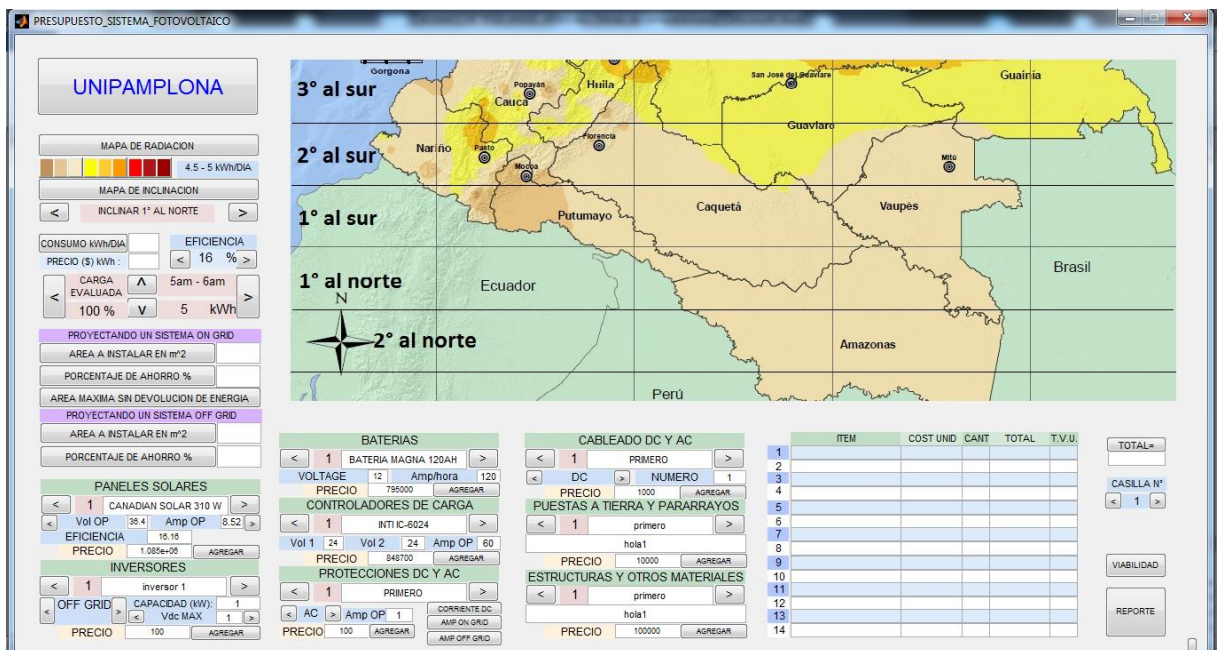 PRESUPUESTO_SISTEMA_FOTOVOLTAICO
UNIPAMPLONA
MAPA DE RADIACION
4.5 - 5 kWh/DIA
MAPA DE INCLINACION
< INCLINAR 1° AL NORTE >
CONSUMO kWh/DIA
EFICIENCIA
PRECIO ($) kWh :
< 16 % >
CARGA EVALUADA
100 %
<
^
V
5am - 6am
5 kWh
>
PROYECTANDO UN SISTEMA ON GRID
AREA A INSTALAR EN m^2
PORCENTAJE DE AHORRO %
AREA MAXIMA SIN DEVOLUCION DE ENERGIA
PROYECTANDO UN SISTEMA OFF GRID
AREA A INSTALAR EN m^2
PORCENTAJE DE AHORRO %
PANELES SOLARES
< 1 CANADIAN SOLAR 310 W >
< Vol OP 36.4 Amp OP 8.52 >
EFICIENCIA 16.16
PRECIO 1.085e+06 AGREGAR
INVERSORES
< 1 inversor 1 >
< OFF GRID > CAPACIDAD (kW): 1
< Vdc MAX 1 >
PRECIO 100 AGREGAR
3° al sur
2° al sur
1° al sur
1° al norte
N
2° al norte
Gorgona
Popayán
Huila
Cauca
San José del Guaviare
Guainía
Guaviare
Nariño
Pasto
Florencia
Mocoa
Mitú
Putumayo
Caquetá
Vaupés
Ecuador
Brasil
Amazonas
Perú
BATERIAS
< 1 BATERIA MAGNA 120AH >
VOLTAGE 12 Amp/hora 120
PRECIO 795000 AGREGAR
CONTROLADORES DE CARGA
< 1 INTI IC-6024 >
Vol 1 24 Vol 2 24 Amp OP 60
PRECIO 848700 AGREGAR
PROTECCIONES DC Y AC
< 1 PRIMERO >
< AC > Amp OP 1
CORRIENTE DC
AMP ON GRID
PRECIO 100 AGREGAR
AMP OFF GRID
CABLEADO DC Y AC
< 1 PRIMERO >
< DC > NUMERO 1
PRECIO 1000 AGREGAR
PUESTAS A TIERRA Y PARARRAYOS
< 1 primero >
hola1
PRECIO 10000 AGREGAR
ESTRUCTURAS Y OTROS MATERIALES
< 1 primero >
hola1
PRECIO 100000 AGREGAR
ITEM COST UNID CANT TOTAL T.V.U.
1
2
3
4
5
6
7
8
9
10
11
12
13
14
TOTAL=
CASILLA N°
< 1 >
VIABILIDAD
REPORTE